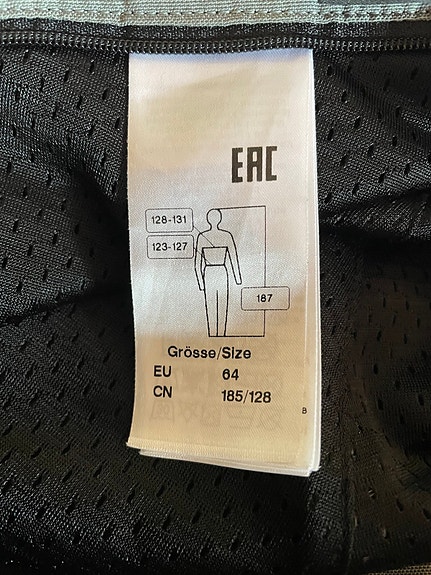 EAC
128-131
123-127
187
Grösse/Size
EU 64
CN 185/128
B